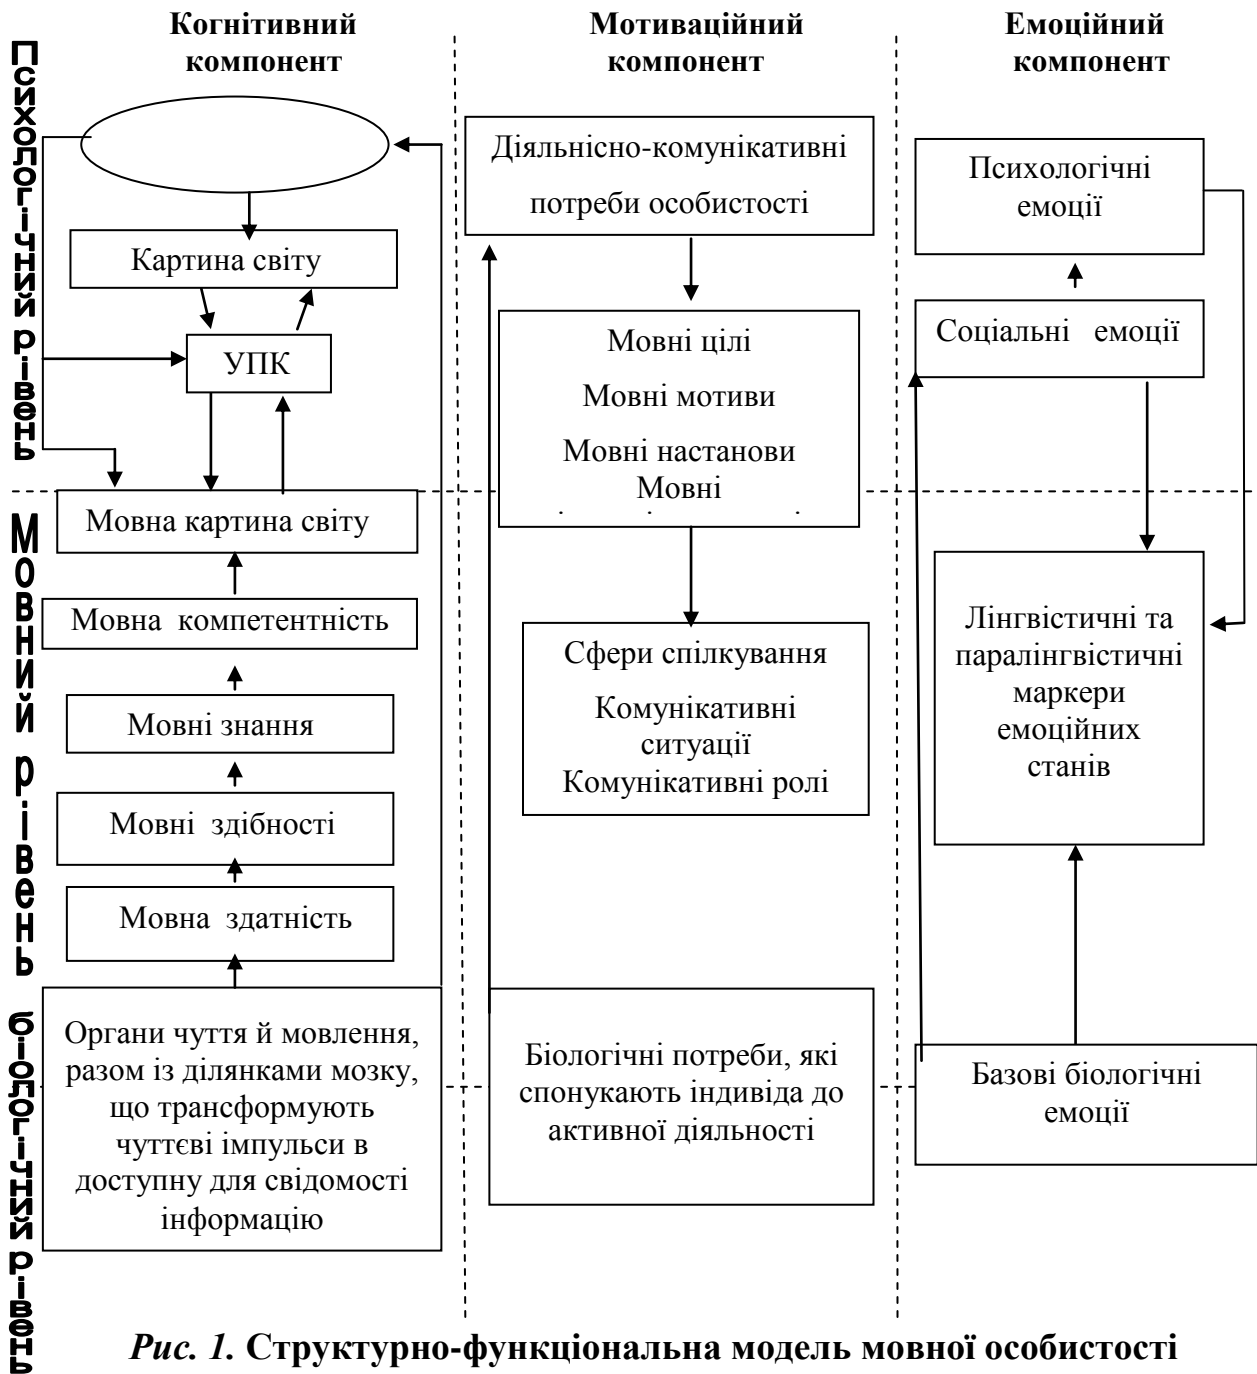 Когнітивний
компонент
Мотиваційний
компонент
Емоційний
компонент
Психологічний рівень
Картина світу
УПК
Діяльнісно-комунікативні
потреби особистості
Мовні цілі
Мовні мотиви
Мовні настанови
Мовні
Психологічні
емоції
Соціальні емоції
Мовний рівень
Мовна картина світу
Мовна компетентність
Мовні знання
Мовні здібності
Мовна здатність
Сфери спілкування
Комунікативні
ситуації
Комунікативні ролі
Лінгвістичні та
паралінгвістичні
маркери
емоційних
станів
біологічний рівень
Органи чуття й мовлення,
разом із ділянками мозку,
що трансформують
чуттєві імпульси в
доступну для свідомості
інформацію
Біологічні потреби, які
спонукають індивіда до
активної діяльності
Базові біологічні
емоції
Рис. 1. Структурно-функціональна модель мовної особистості